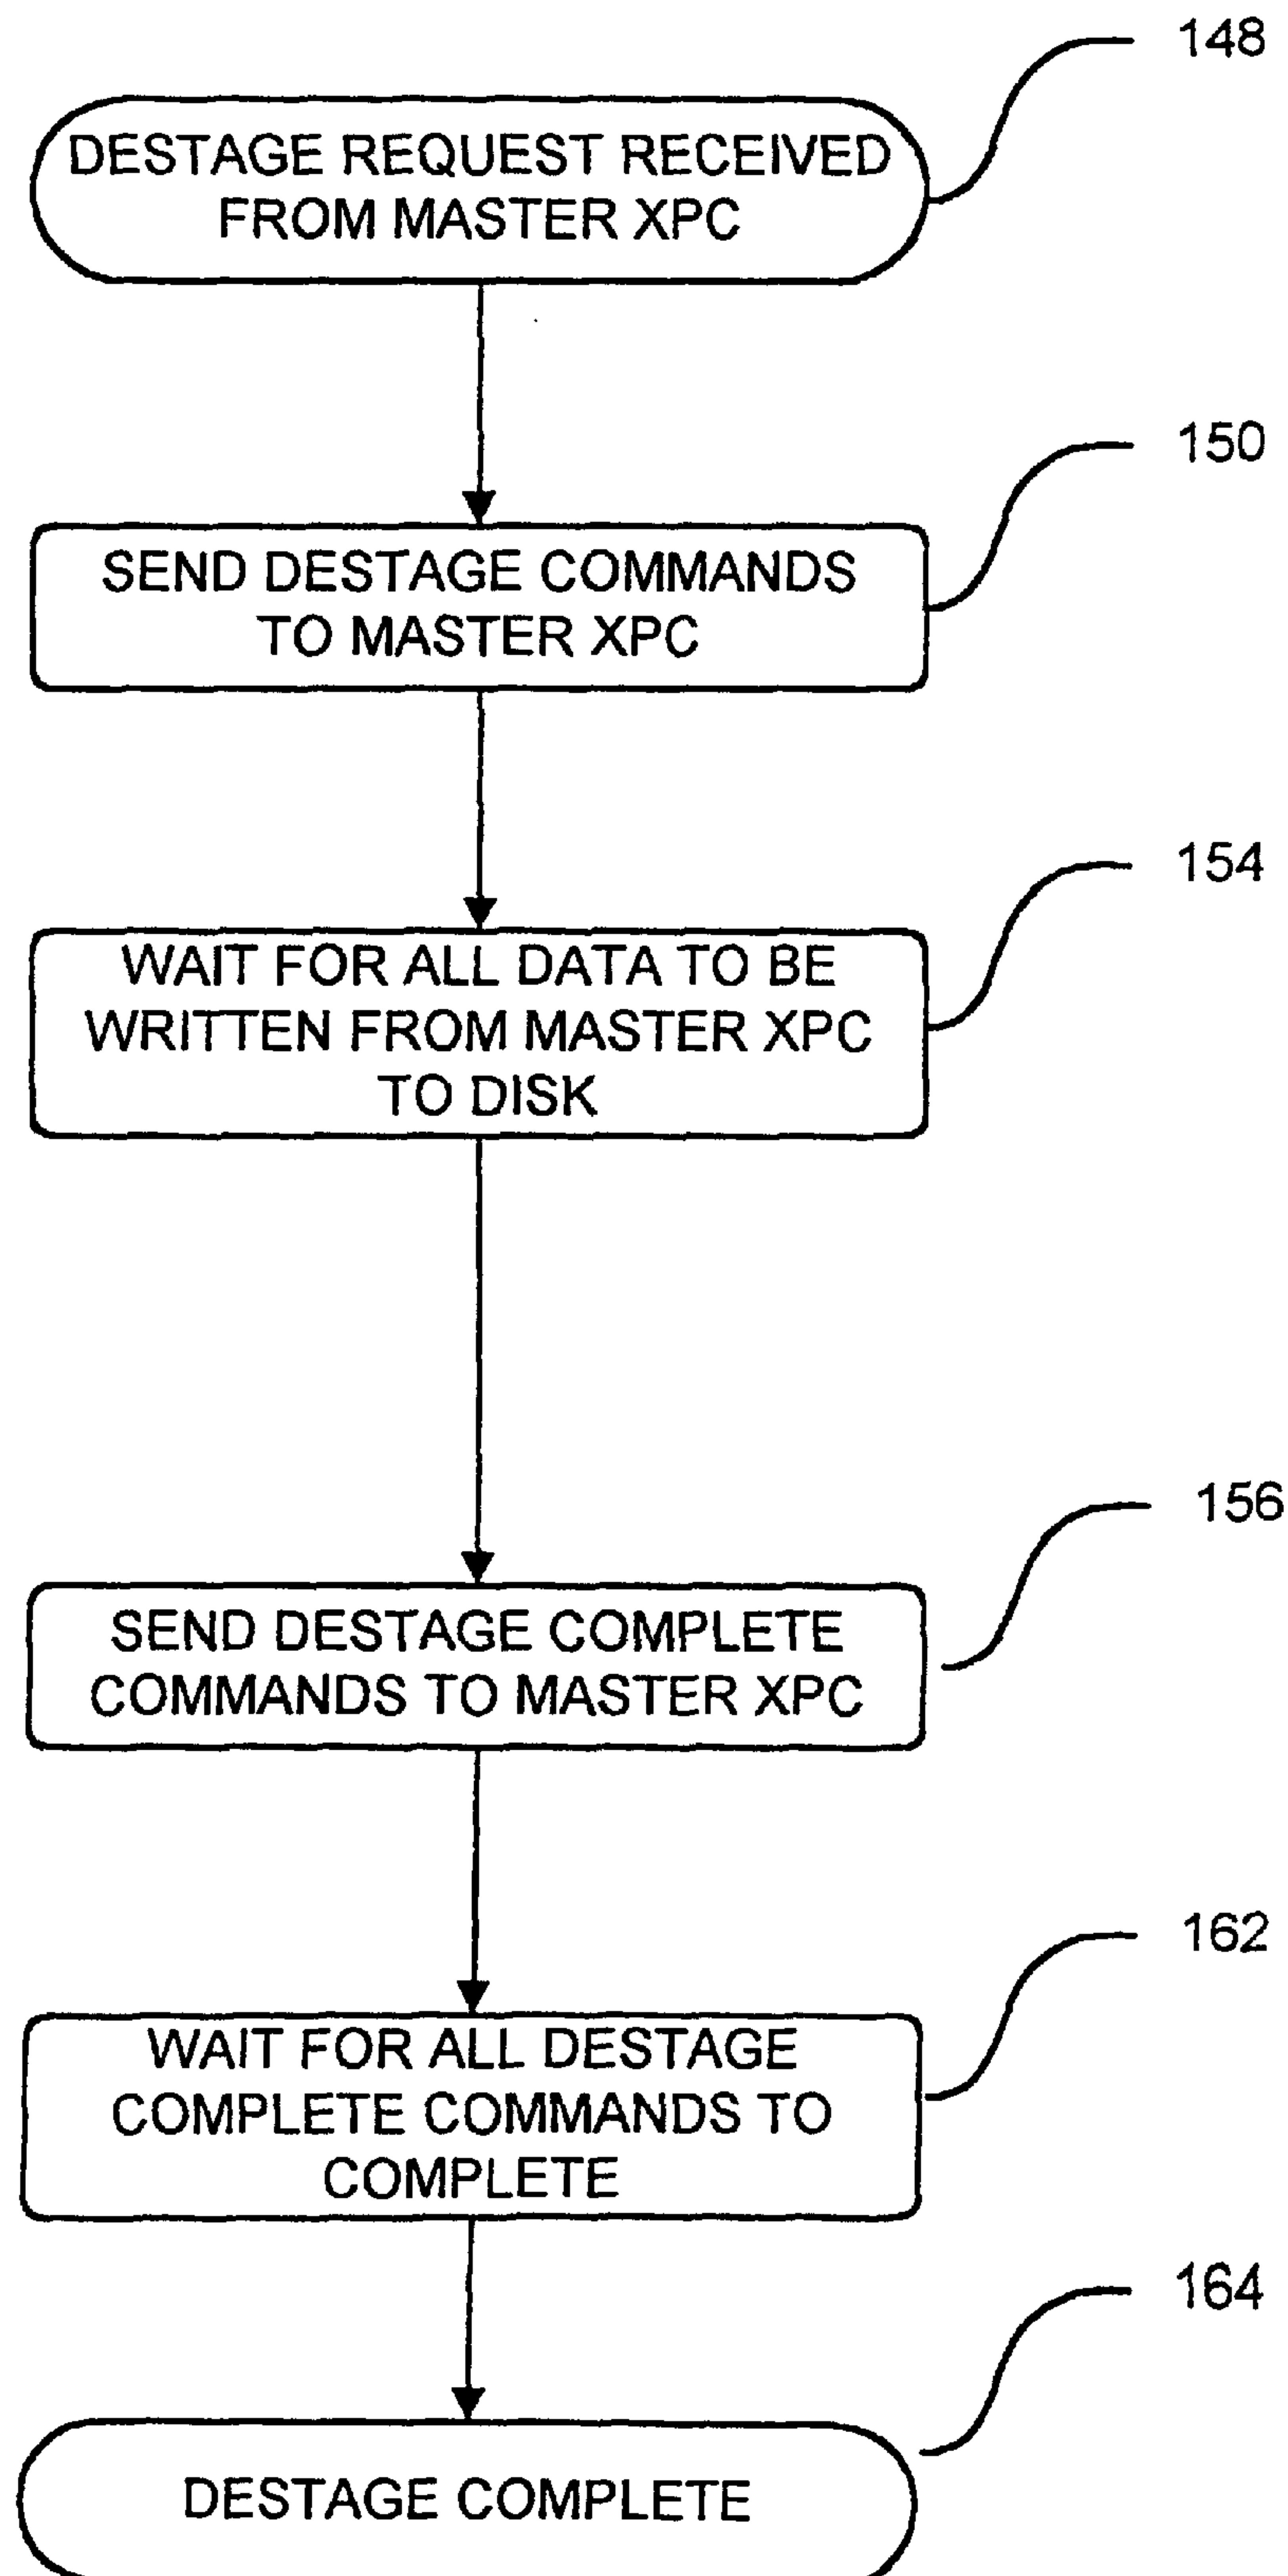 148
DESTAGE REQUEST RECEIVED
FROM MASTER XPC
150
SEND DESTAGE COMMANDS
TO MASTER XPC
154
WAIT FOR ALL DATA TO BE
WRITTEN FROM MASTER XPC
TO DISK
156
SEND DESTAGE COMPLETE
COMMANDS TO MASTER XPC
162
WAIT FOR ALL DESTAGE
COMPLETE COMMANDS TO
COMPLETE
164
DESTAGE COMPLETE